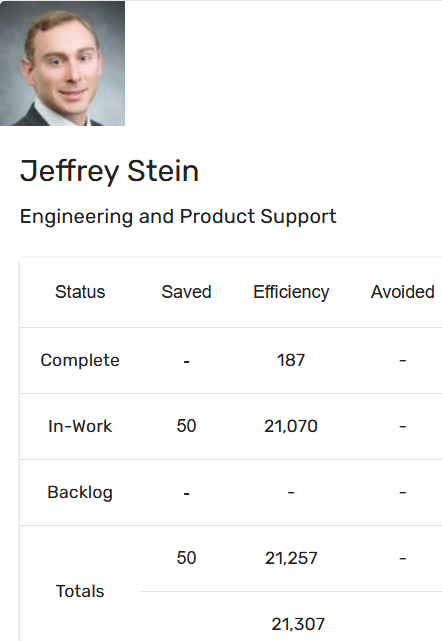 Jeffrey Stein
Engineering and Product Support
Status Saved Efficiency Avoided
Complete - 187 -
In-Work 50 21,070 -
Backlog - - -
50 21,257 -
Totals
21,307